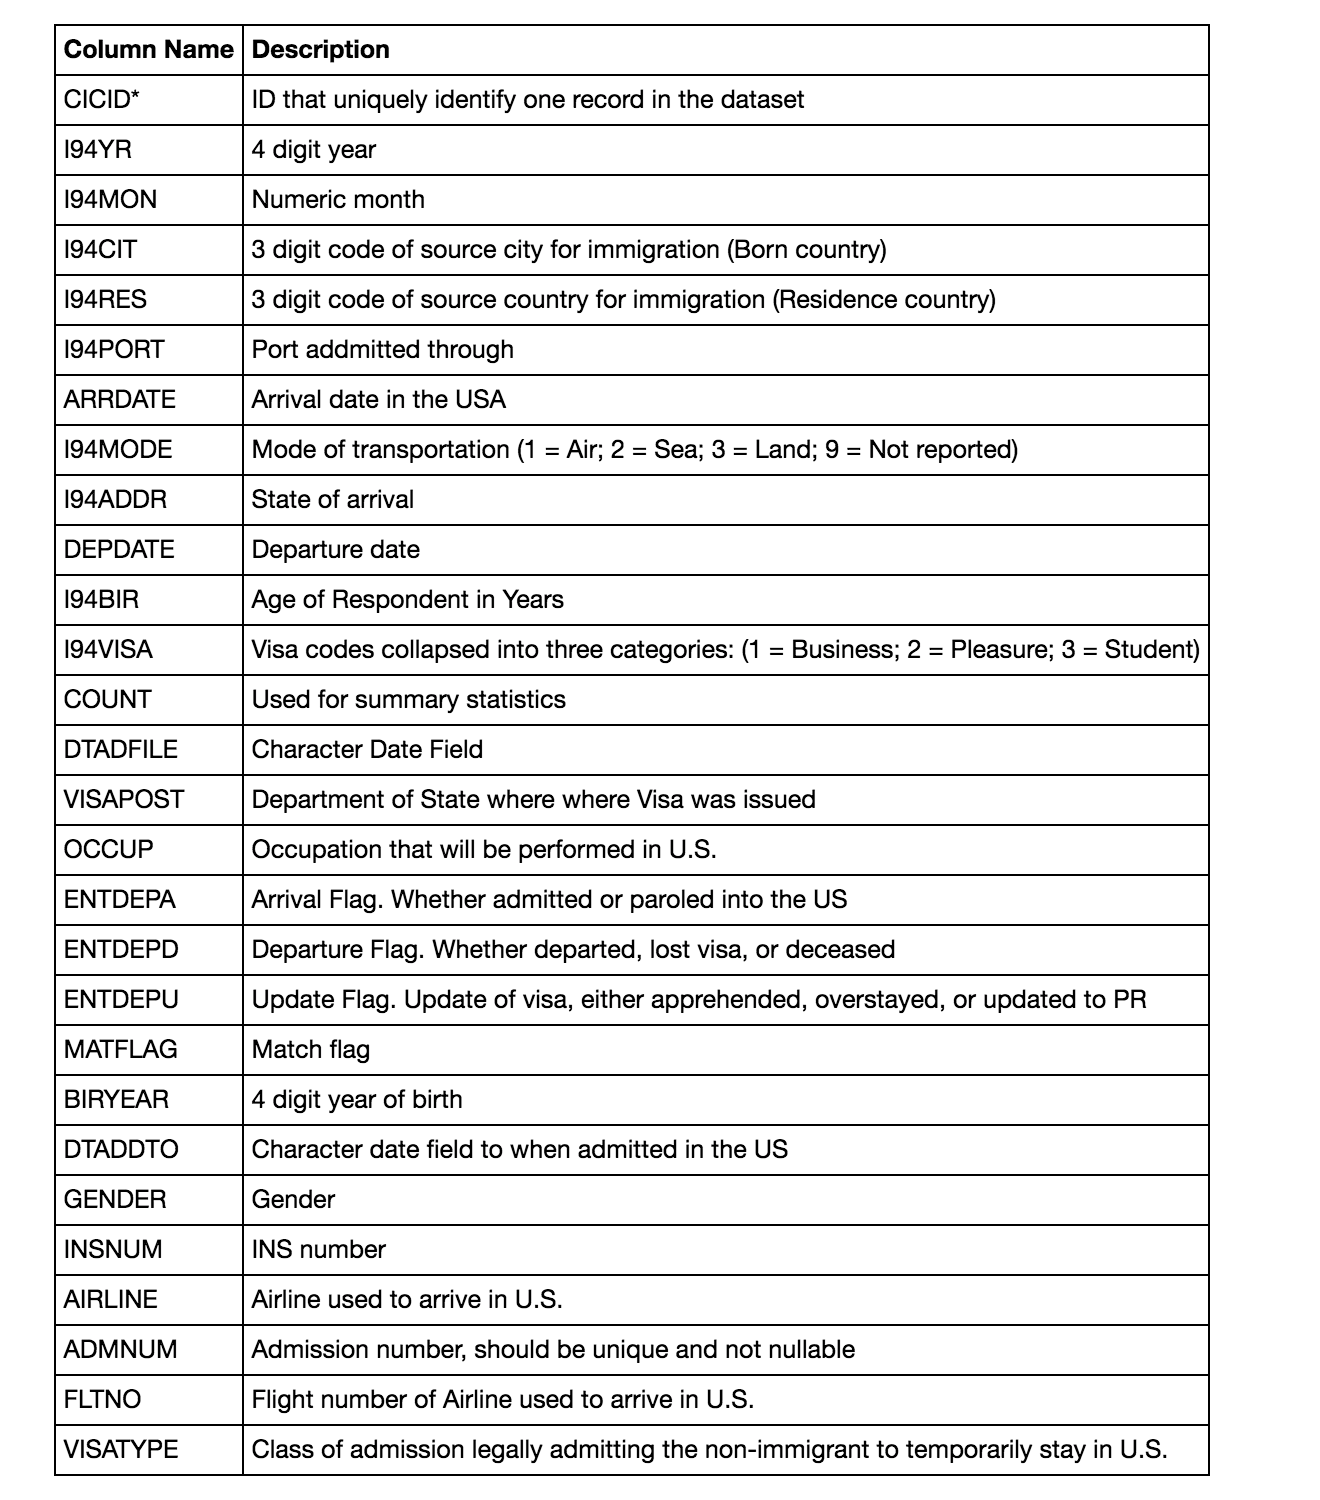 Column Name Description
CICID* ID that uniquely identify one record in the dataset
I94YR 4 digit year
I94MON Numeric month
I94CIT 3 digit code of source city for immigration (Born country)
I94RES 3 digit code of source country for immigration (Residence country)
I94PORT Port addmitted through
ARRDATE Arrival date in the USA
I94MODE Mode of transportation (1 = Air; 2 = Sea; 3 = Land; 9 = Not reported)
I94ADDR State of arrival
DEPDATE Departure date
I94BIR Age of Respondent in Years
I94VISA Visa codes collapsed into three categories: (1 = Business; 2 = Pleasure; 3 = Student)
COUNT Used for summary statistics
DTADFILE Character Date Field
VISAPOST Department of State where where Visa was issued
OCCUP Occupation that will be performed in U.S.
ENTDEPA Arrival Flag. Whether admitted or paroled into the US
ENTDEPD Departure Flag. Whether departed, lost visa, or deceased
ENTDEPU Update Flag. Update of visa, either apprehended, overstayed, or updated to PR
MATFLAG Match flag
BIRYEAR 4 digit year of birth
DTADDTO Character date field to when admitted in the US
GENDER Gender
INSNUM INS number
AIRLINE Airline used to arrive in U.S.
ADMNUM Admission number, should be unique and not nullable
FLTNO Flight number of Airline used to arrive in U.S.
VISATYPE Class of admission legally admitting the non-immigrant to temporarily stay in U.S.